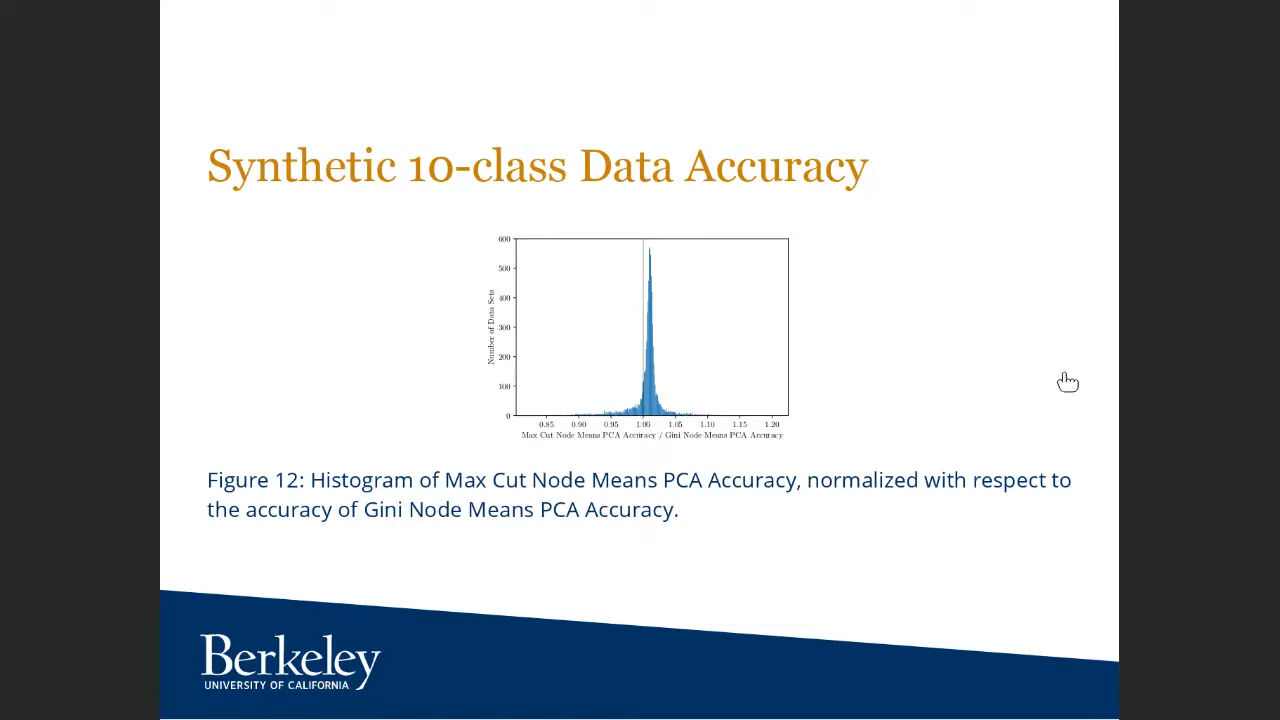 Synthetic 10-class Data Accuracy
600
500
400
300
200
100
0
Number of Data Sets
0.85 0.90 0.95 1.00 1.05 1.10 1.15 1.20
Max Cut Node Means PCA Accuracy / Gini Node Means PCA Accuracy
Figure 12: Histogram of Max Cut Node Means PCA Accuracy, normalized with respect to
the accuracy of Gini Node Means PCA Accuracy.
Berkeley
UNIVERSITY OF CALIFORNIA